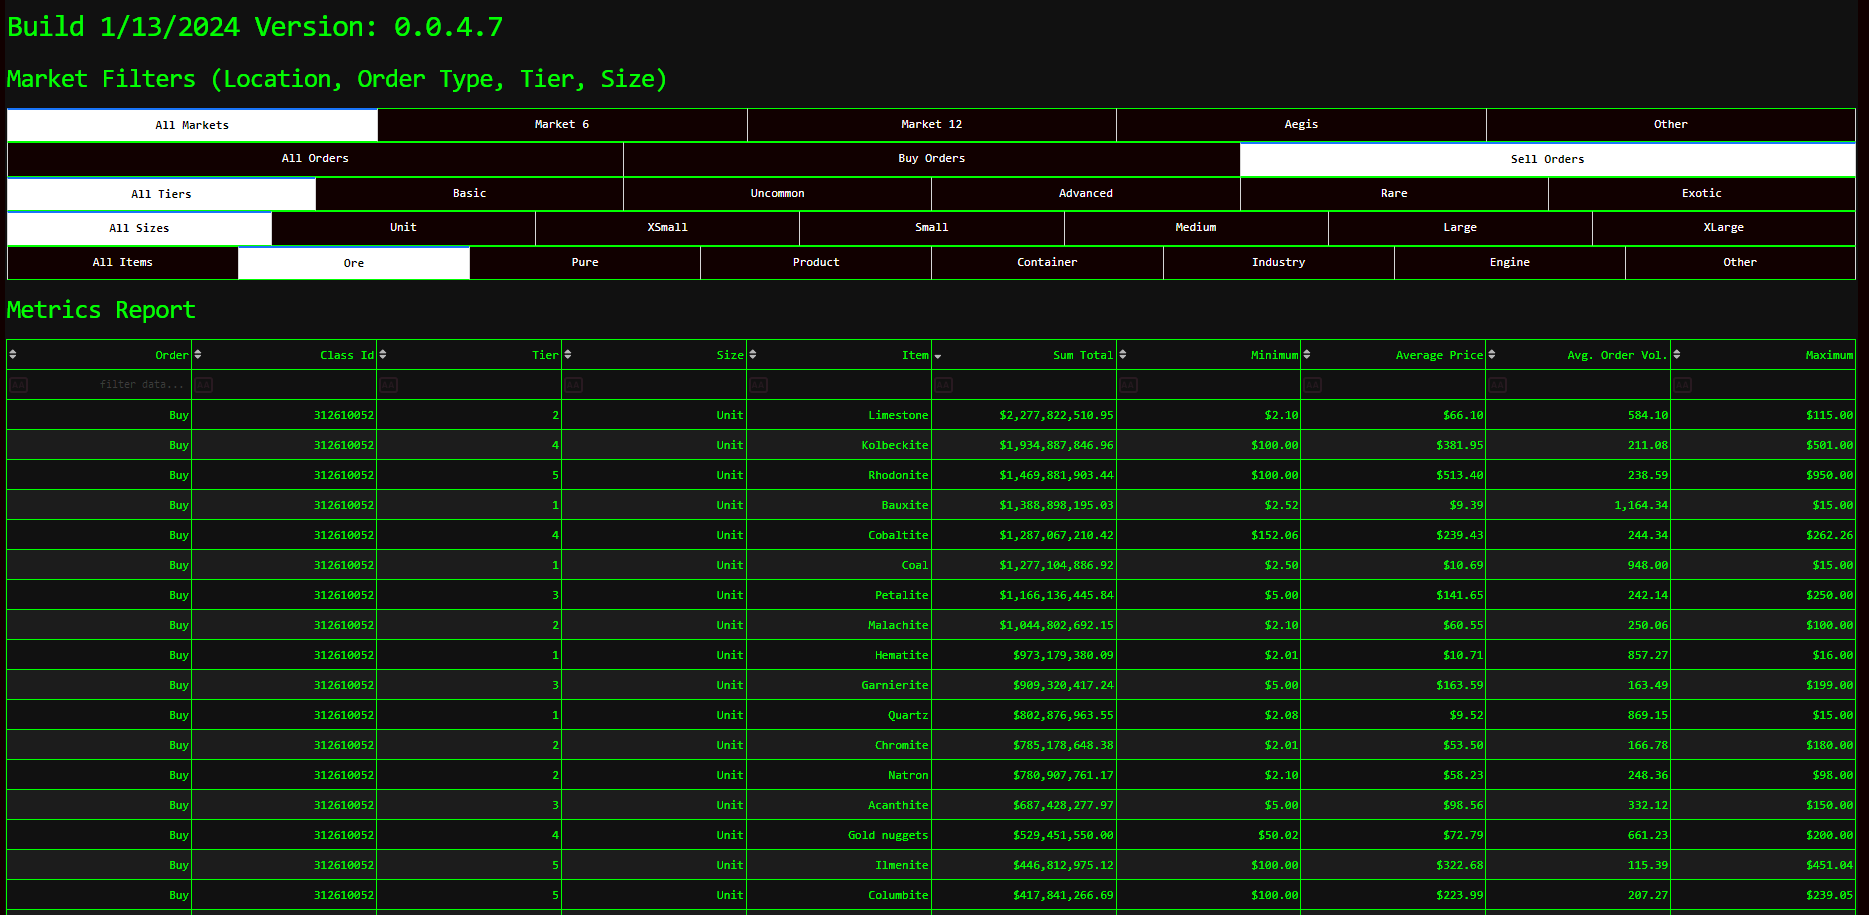 Build 1/13/2024 Version: 0.0.4.7
Market Filters (Location, Order Type, Tier, Size)
All Markets Market 6 Market 12 Aegis Other
All Orders Buy Orders Sell Orders
All Tiers Basic Uncommon Advanced Rare Exotic
All Sizes Unit XSmall Small Medium Large XLarge
All Items Ore Pure Product Container Industry Engine Other
Metrics Report
Order Class Id Tier Size Item Sum Total Minimum Average Price Avg. Order Vol. Maximum
AA filter data... AA AA AA AA AA AA AA AA AA
Buy 312610052 2 Unit Limestone $2,277,822,510.95 $2.10 $66.10 584.10 $115.00
Buy 312610052 4 Unit Kolbeckite $1,934,887,846.96 $100.00 $381.95 211.08 $501.00
Buy 312610052 5 Unit Rhodonite $1,469,881,903.44 $100.00 $513.40 238.59 $950.00
Buy 312610052 1 Unit Bauxite $1,388,898,195.03 $2.52 $9.39 1,164.34 $15.00
Buy 312610052 4 Unit Cobaltite $1,287,067,210.42 $152.06 $239.43 244.34 $262.26
Buy 312610052 1 Unit Coal $1,277,104,886.92 $2.50 $10.69 948.00 $15.00
Buy 312610052 3 Unit Petalite $1,166,136,445.84 $5.00 $141.65 242.14 $250.00
Buy 312610052 2 Unit Malachite $1,044,802,692.15 $2.10 $60.55 250.06 $100.00
Buy 312610052 1 Unit Hematite $973,179,380.09 $2.01 $10.71 857.27 $16.00
Buy 312610052 3 Unit Garnierite $909,320,417.24 $5.00 $163.59 163.49 $199.00
Buy 312610052 1 Unit Quartz $802,876,963.55 $2.08 $9.52 869.15 $15.00
Buy 312610052 2 Unit Chromite $785,178,648.38 $2.01 $53.50 166.78 $180.00
Buy 312610052 2 Unit Natron $780,907,761.17 $2.10 $58.23 248.36 $98.00
Buy 312610052 3 Unit Acanthite $687,428,277.97 $5.00 $98.56 332.12 $150.00
Buy 312610052 4 Unit Gold nuggets $529,451,550.00 $50.02 $72.79 661.23 $200.00
Buy 312610052 5 Unit Ilmenite $446,812,975.12 $100.00 $322.68 115.39 $451.04
Buy 312610052 5 Unit Columbite $417,841,266.69 $100.00 $223.99 207.27 $239.05